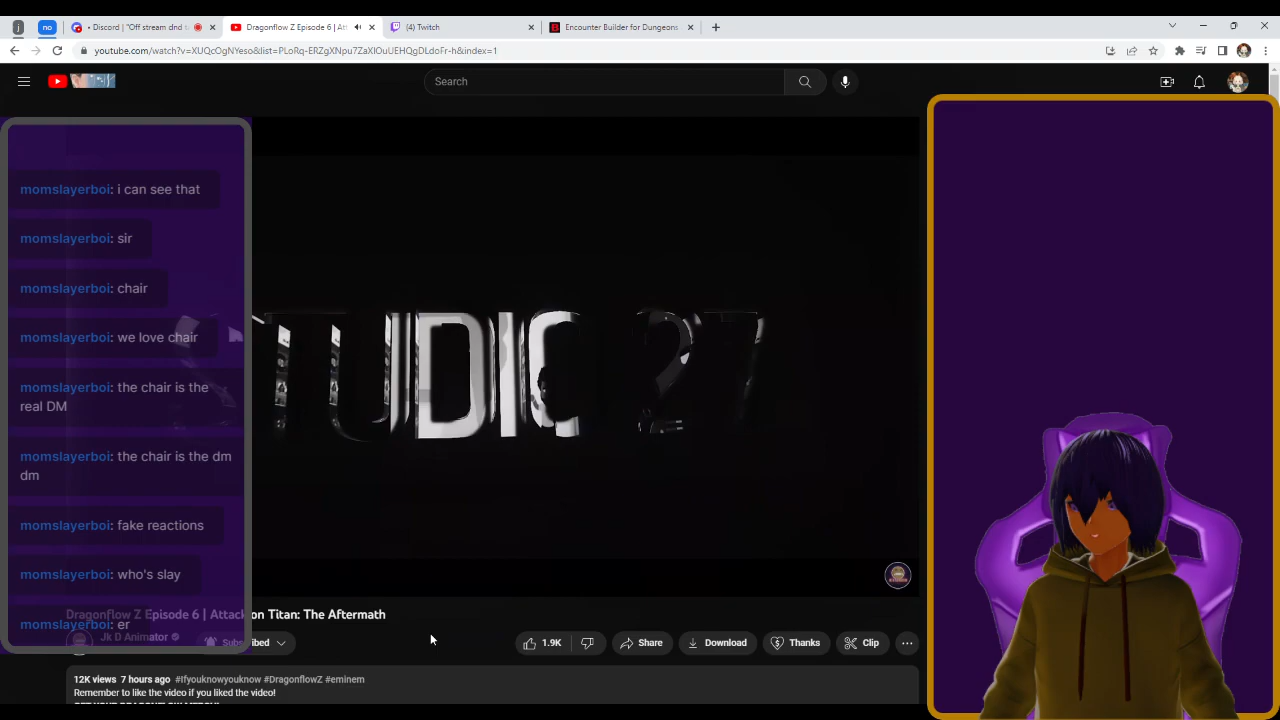 j
no
• Discord | "Off stream dnd t
Dragonflow Z Episode 6 | Atta
(4) Twitch
Encounter Builder for Dungeons
youtube.com/watch?v=XUQcOgNYeso&list=PLoRq-ERZgXNpu7ZaXIOuUEHQgDLdoFr-h&index=1
Search
momslayerboi: i can see that
momslayerboi: sir
momslayerboi: chair
momslayerboi: we love chair
momslayerboi: the chair is the
real DM
momslayerboi: the chair is the dm
dm
momslayerboi: fake reactions
momslayerboi: who's slay
momslayerboi: er
TUDIO 27
Dragonflow Z Episode 6 | Attack on Titan: The Aftermath
Jk D Animator
Subscribed
1.9K
Share
Download
Thanks
Clip
12K views 7 hours ago #Ifyouknowyouknow #DragonflowZ #eminem
Remember to like the video if you liked the video!